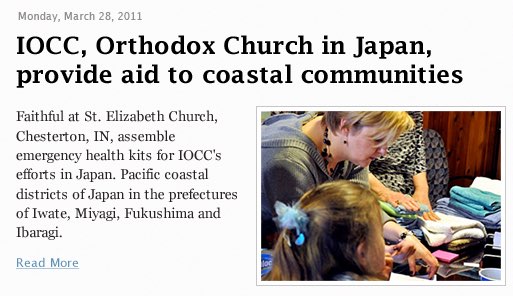 Monday, March 28, 2011
IOCC, Orthodox Church in Japan,
provide aid to coastal communities
Faithful at St. Elizabeth Church,
Chesterton, IN, assemble
emergency health kits for IOCC's
efforts in Japan. Pacific coastal
districts of Japan in the prefectures
of Iwate, Miyagi, Fukushima and
Ibaragi.
Read More